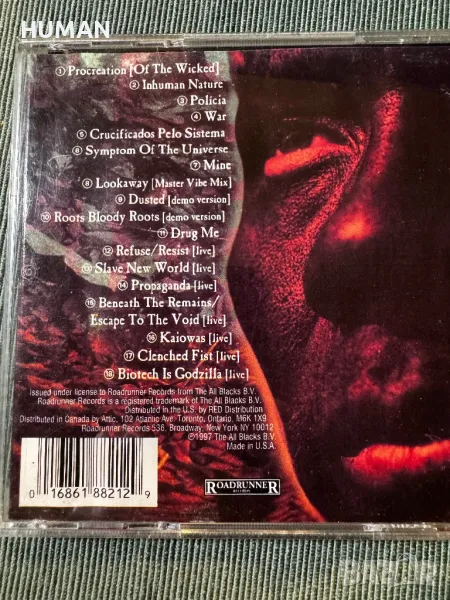 HUMAN
① Procreation [Of The Wicked]
② Inhuman Nature
③ Policia
④ War
⑤ Crucificados Pelo Sistema
⑥ Symptom Of The Universe
⑦ Mine
⑧ Lookaway [Master Vibe Mix]
⑨ Dusted [demo version]
⑩ Roots Bloody Roots [demo version]
⑪ Drug Me
⑫ Refuse/Resist [live]
⑬ Slave New World [live]
⑭ Propaganda [live]
⑮ Beneath The Remains/
Escape To The Void [live]
⑯ Kaiowas [live]
⑰ Clenched Fist [live]
⑱ Biotech Is Godzilla [live]
Issued under license to Roadrunner Records from The All Blacks B.V.
Roadrunner Records is a registered trademark of The All Blacks B.V.
Distributed in the U.S. by RED Distribution
Distributed in Canada by Attic, 102 Atlantic Ave. Toronto, Ontario, M6K 1X9
Roadrunner Records 536, Broadway, New York NY 10012
℗©1997 The All Blacks B.V.
Made in U.S.A.
0 16861 88212 9
ROADRUNNER
RECORDS
BAZAR